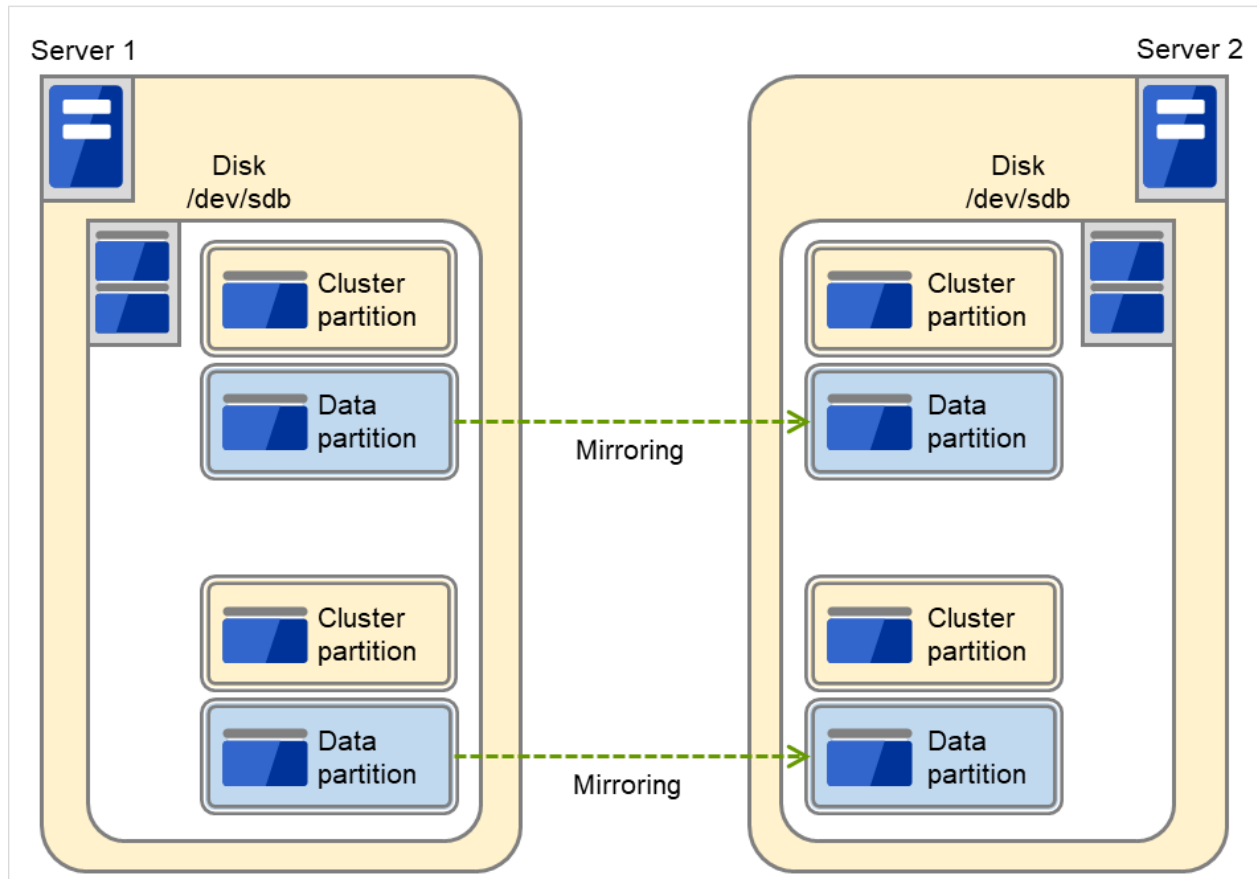 Server 1
Server 2
Disk
/dev/sdb
Disk
/dev/sdb
Cluster
partition
Cluster
partition
Data
partition
Mirroring
Data
partition
Cluster
partition
Cluster
partition
Data
partition
Mirroring
Data
partition